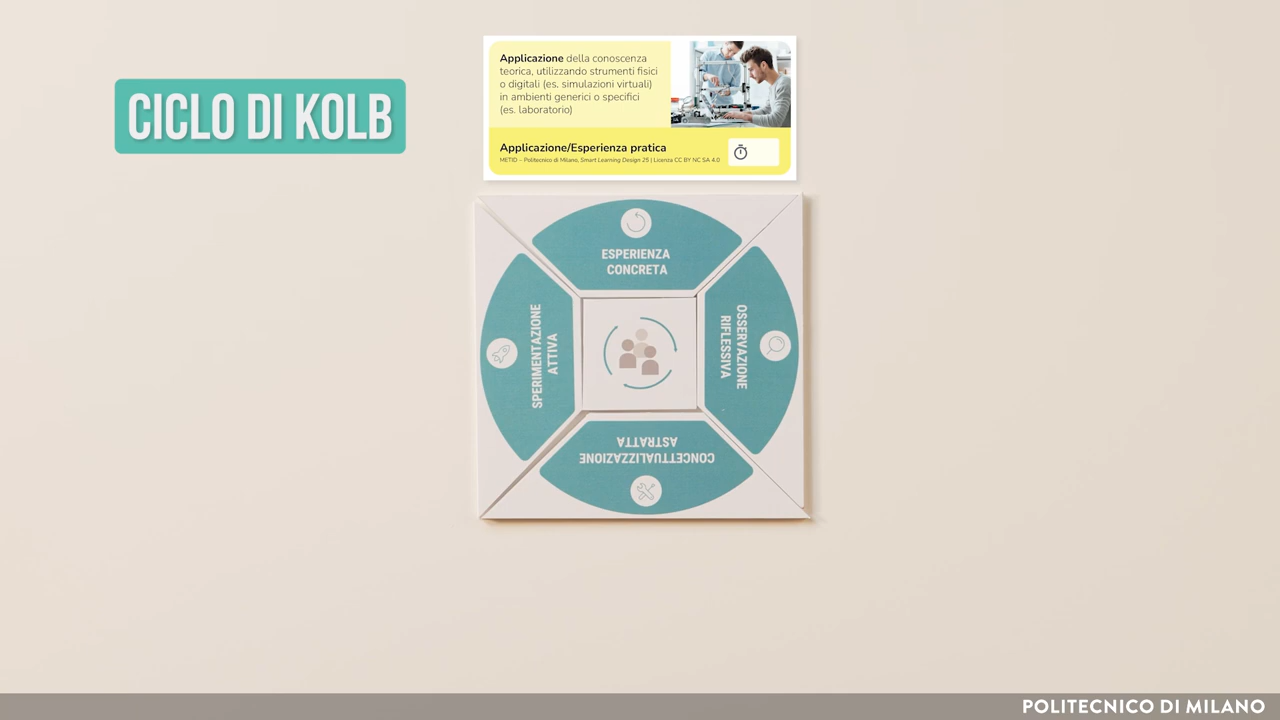 CICLO DI KOLB
Applicazione della conoscenza
teorica, utilizzando strumenti fisici
o digitali (es. simulazioni virtuali)
in ambienti generici o specifici
(es. laboratorio)
Applicazione/Esperienza pratica
METID – Politecnico di Milano, Smart Learning Design 25 | Licenza CC BY NC SA 4.0
ESPERIENZA
CONCRETA
OSSERVAZIONE
RIFLESSIVA
CONCETTUALIZZAZIONE
ASTRATTA
SPERIMENTAZIONE
ATTIVA
POLITECNICO DI MILANO